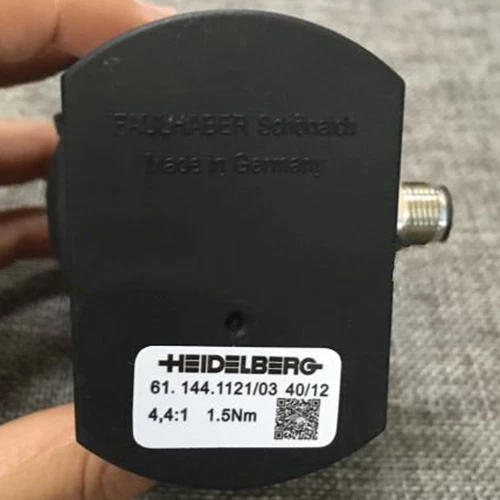 FAULHABER Schönaich
Made in Germany
HEIDELBERG
61. 144.1121/03 40/12
4,4:1 1.5Nm